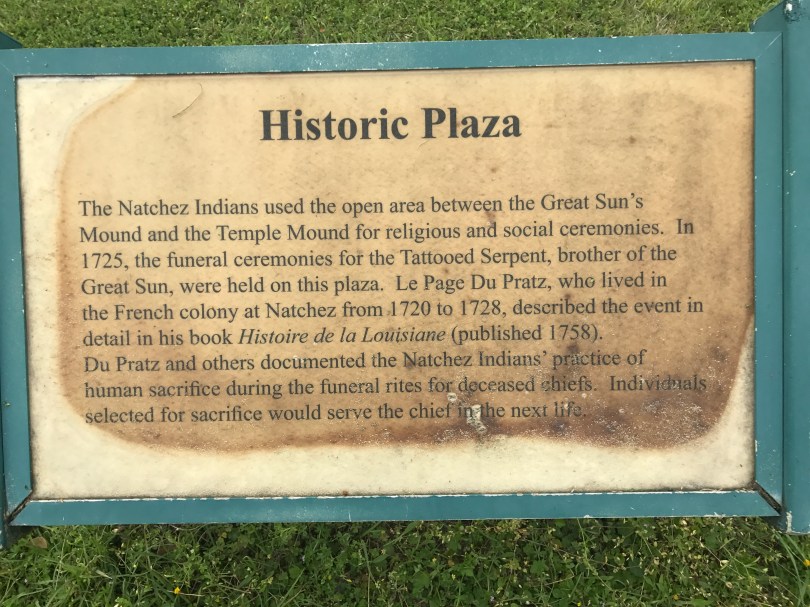 Historic Plaza
The Natchez Indians used the open area between the Great Sun's
Mound and the Temple Mound for religious and social ceremonies. In
1725, the funeral ceremonies for the Tattooed Serpent, brother of the
Great Sun, were held on this plaza. Le Page Du Pratz, who lived in
the French colony at Natchez from 1720 to 1728, described the event in
detail in his book Histoire de la Louisiane (published 1758).
Du Pratz and others documented the Natchez Indians' practice of
human sacrifice during the funeral rites for deceased chiefs. Individuals
selected for sacrifice would serve the chief in the next life.